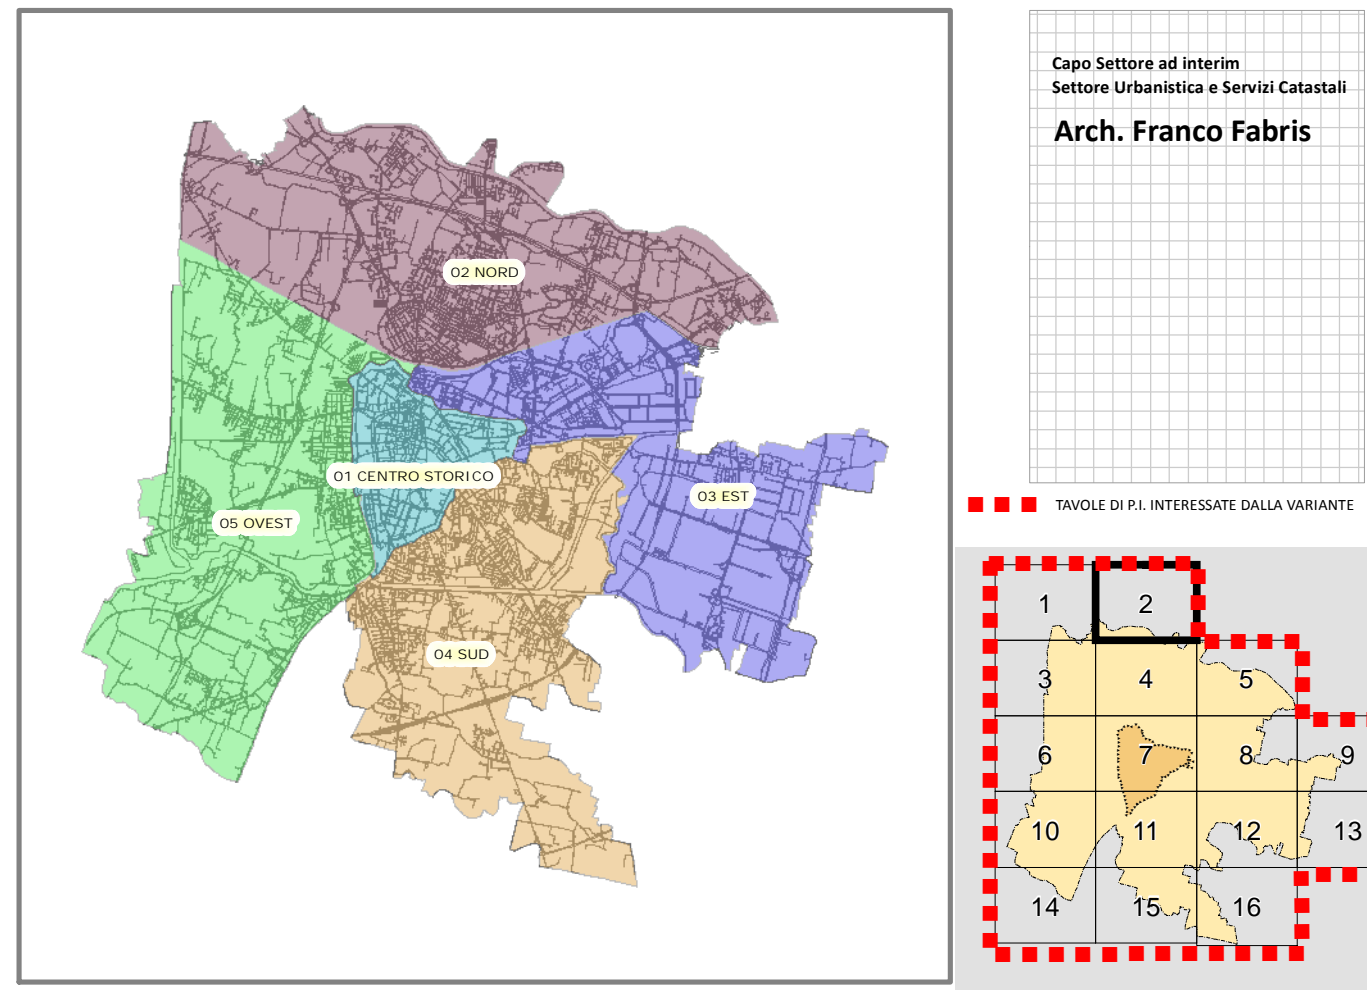 Capo Settore ad interim
Settore Urbanistica e Servizi Catastali
Arch. Franco Fabris
02 NORD
01 CENTRO STORICO
03 EST
05 OVEST
04 SUD
TAVOLE DI P.I. INTERESSATE DALLA VARIANTE
1 2
3 4 5
6 7 8 9
10 11 12 13
14 15 16